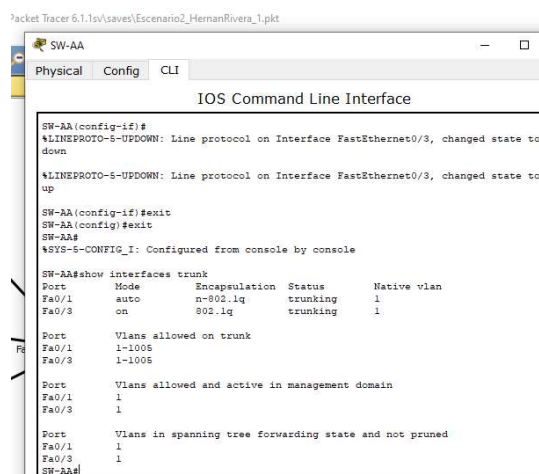 Packet Tracer 6.1.1sv\saves\Escenario2_HernanRivera_1.pkt
SW-AA
Physical Config CLI
IOS Command Line Interface
SW-AA(config-if)#
%LINEPROTO-5-UPDOWN: Line protocol on Interface FastEthernet0/3, changed state to
down
%LINEPROTO-5-UPDOWN: Line protocol on Interface FastEthernet0/3, changed state to
up
SW-AA(config-if)#exit
SW-AA(config)#exit
SW-AA#
%SYS-5-CONFIG_I: Configured from console by console
SW-AA#show interfaces trunk
Port Mode Encapsulation Status Native vlan
Fa0/1 auto n-802.1q trunking 1
Fa0/3 on 802.1q trunking 1
Port Vlans allowed on trunk
Fa0/1 1-1005
Fa0/3 1-1005
Port Vlans allowed and active in management domain
Fa0/1 1
Fa0/3 1
Port Vlans in spanning tree forwarding state and not pruned
Fa0/1 1
Fa0/3 1
SW-AA#
Fa